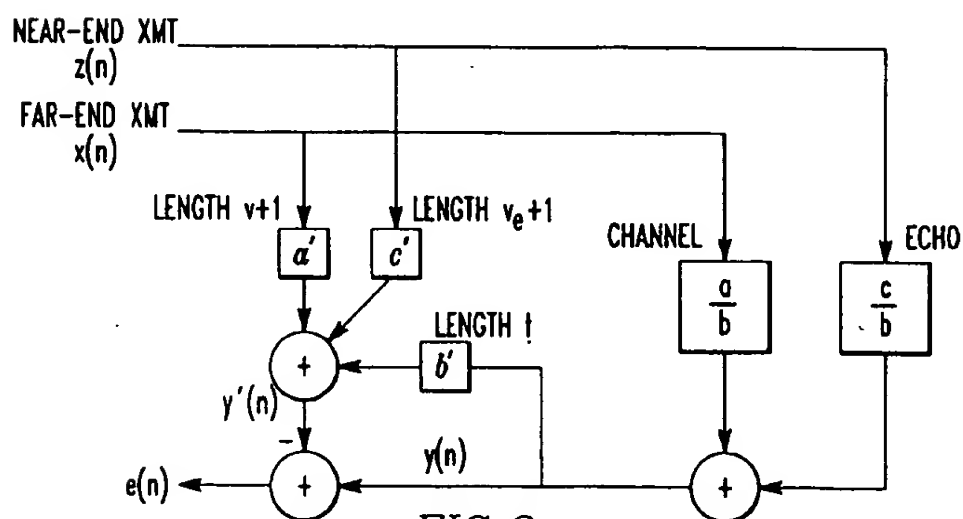 NEAR-END XMT
z(n)
FAR-END XMT
x(n)
LENGTH v+1
LENGTH vₑ+1
CHANNEL
ECHO
a'
c'
a
b
c
b
LENGTH t
+
b'
y'(n)
-
y(n)
e(n)
+
+